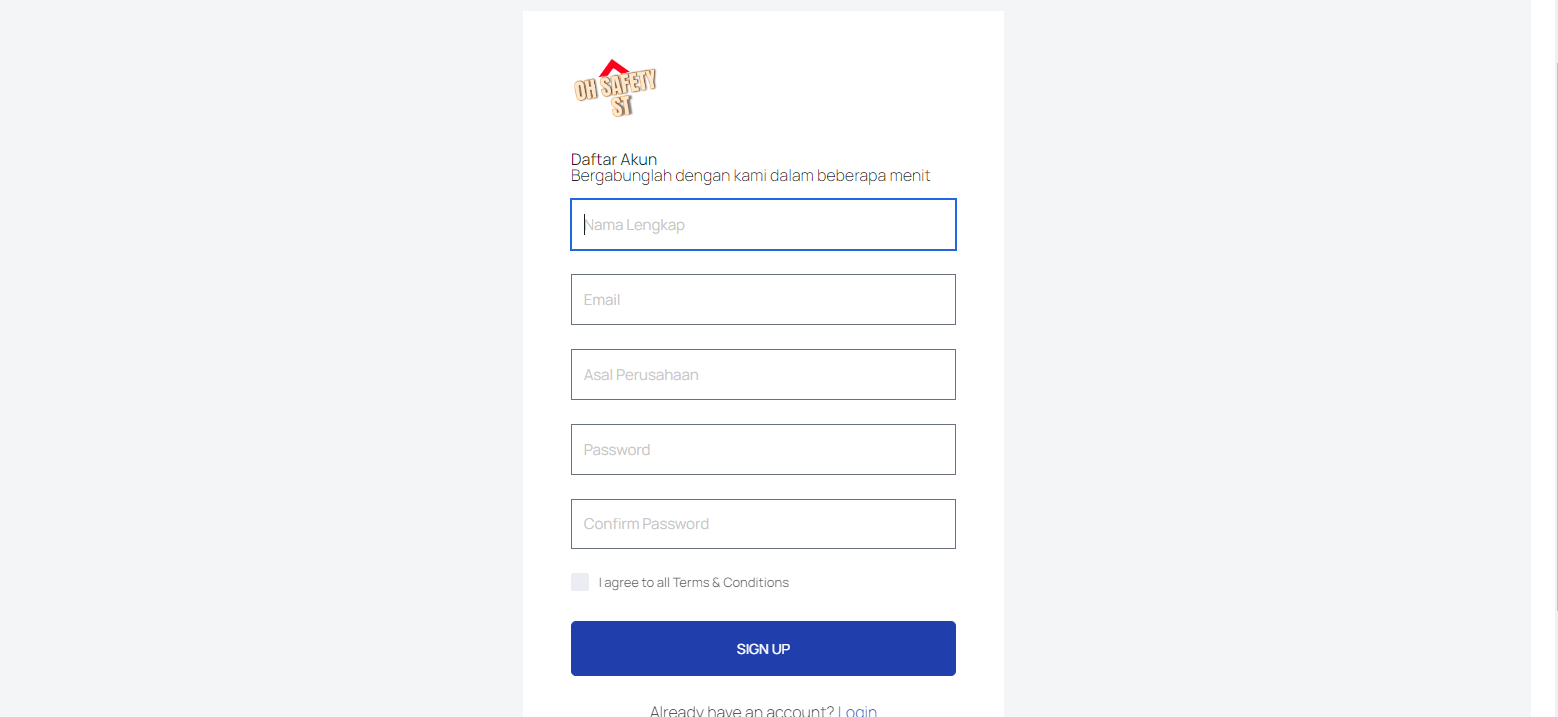 OH SAFETY
ST
Daftar Akun
Bergabunglah dengan kami dalam beberapa menit
Nama Lengkap
Email
Asal Perusahaan
Password
Confirm Password
I agree to all Terms & Conditions
SIGN UP
Already have an account? Login